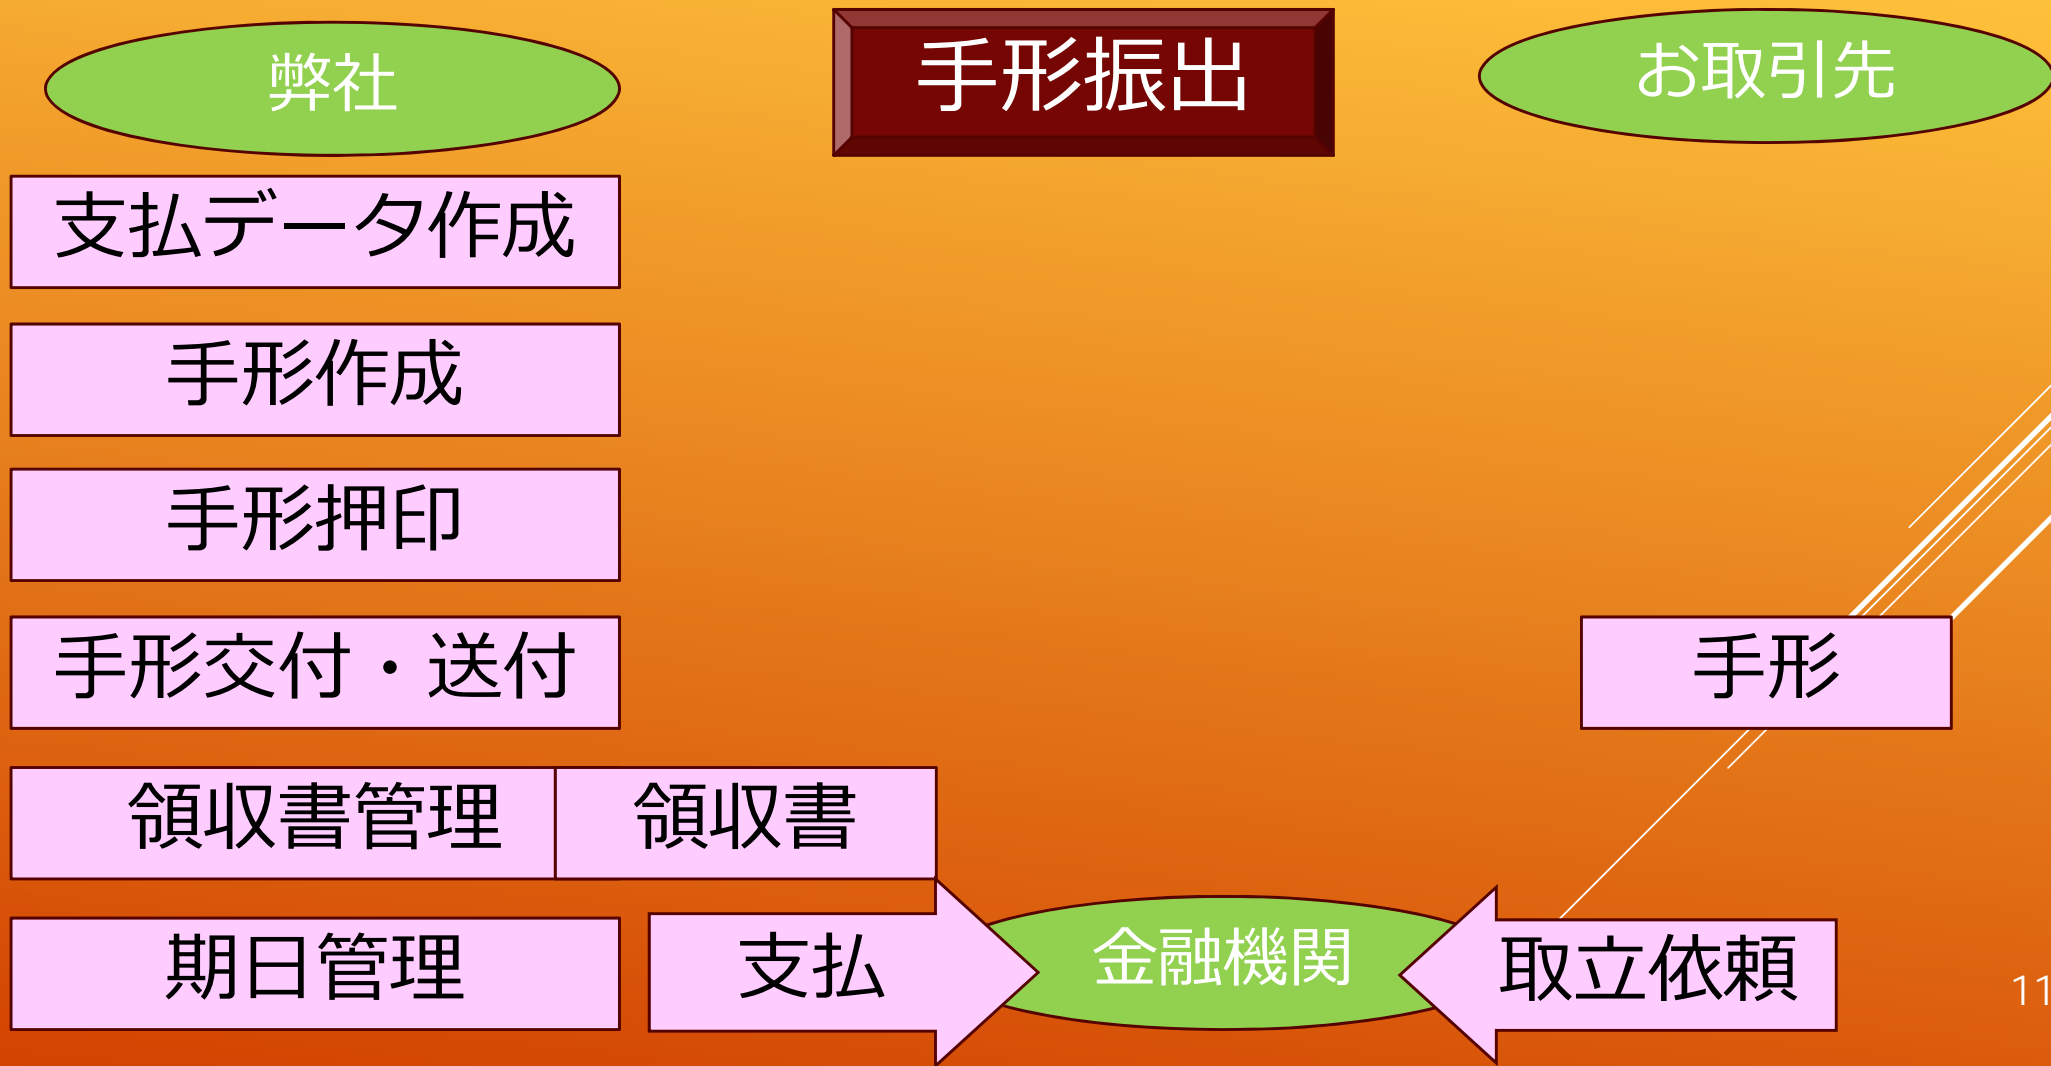 弊社
手形振出
お取引先
支払データ作成
手形作成
手形押印
手形交付・送付
手形
領収書管理
領収書
期日管理
支払
金融機関
取立依頼
11